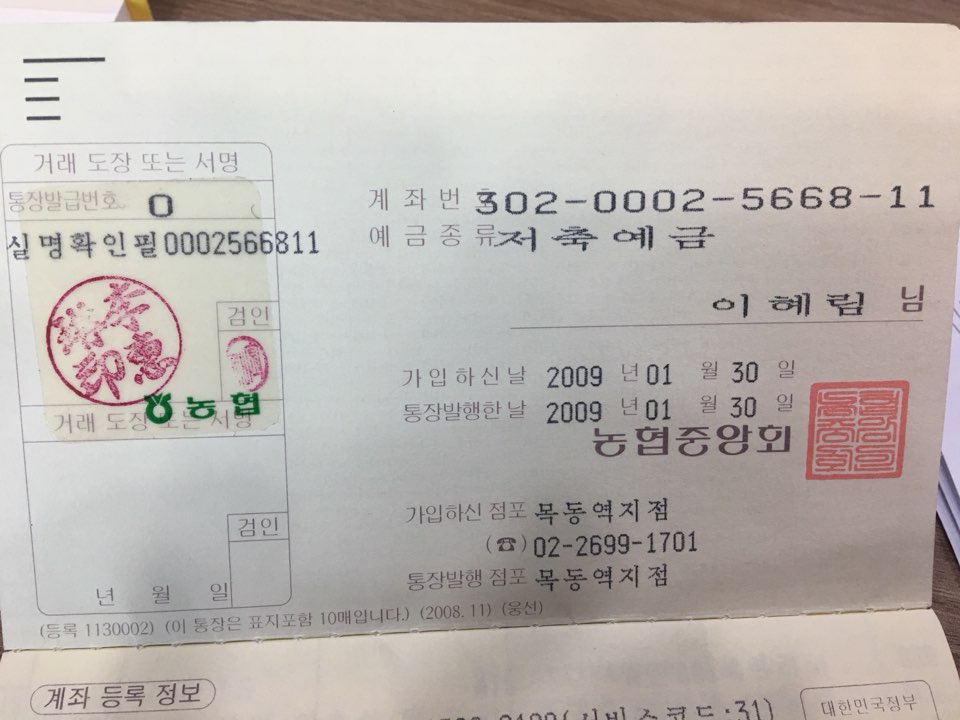 거래 도장 또는 서명
통장발급번호 0
실명확인필0002566811
검인
농협
거래 도장 또는 서명
검인
년 월 일
계좌번호 302-0002-5668-11
예금종류 저축예금
이혜림 님
가입하신날 2009 년 01 월 30 일
통장발행한날 2009 년 01 월 30 일
농협중앙회
가입하신 점포 목동역지점
(☎) 02-2699-1701
통장발행 점포 목동역지점
(등록 1130002) (이 통장은 표지포함 10매입니다.) (2008. 11) (웅선)
계좌 등록 정보
대한민국정부